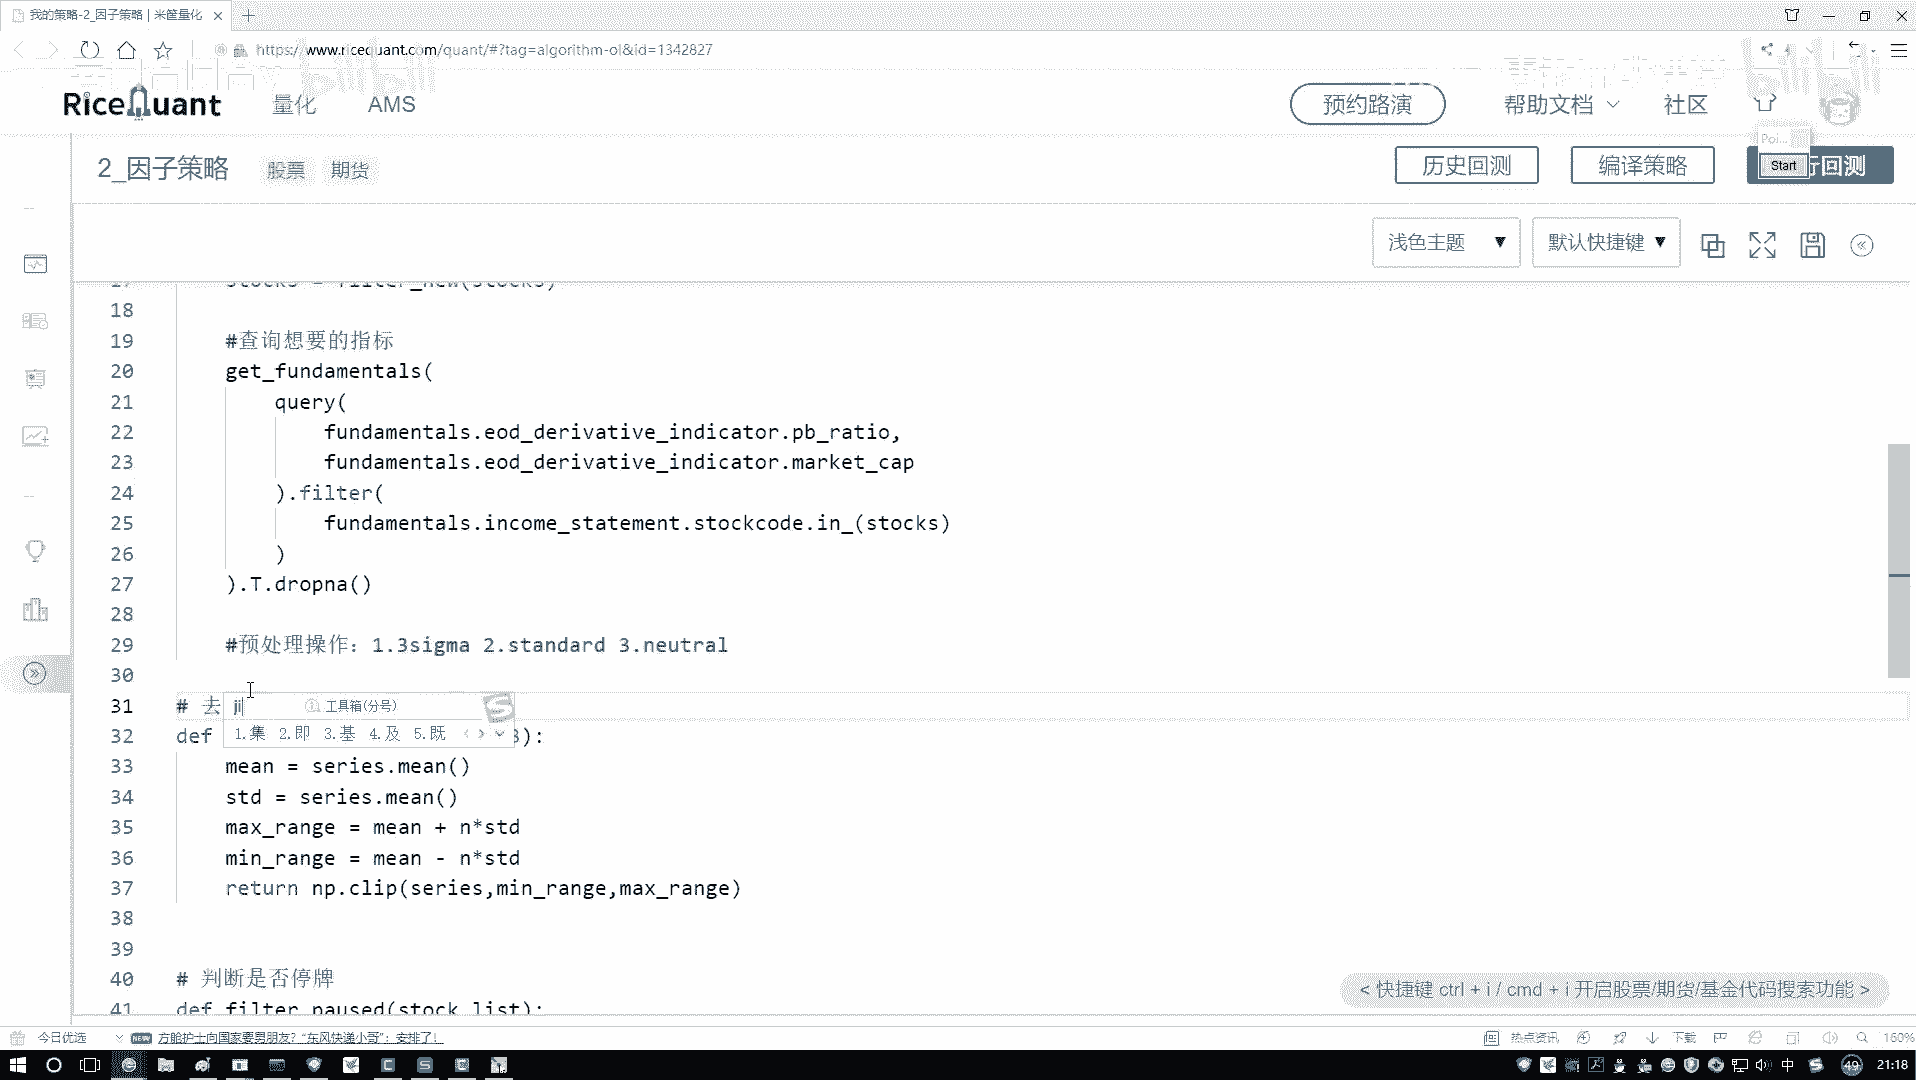 我的策略-2_因子策略 | 米筐量化
https://www.ricequant.com/quant/#?tag=algorithm-ol&id=1342827
RiceQuant
量化
AMS
预约路演
帮助文档
社区
Poi...
2_因子策略
股票
期货
历史回测
编译策略
Start
行回测
浅色主题
默认快捷键
17 stocks = filter_new(stocks)
18
19 #查询想要的指标
20 get_fundamentals(
21 query(
22 fundamentals.eod_derivative_indicator.pb_ratio,
23 fundamentals.eod_derivative_indicator.market_cap
24 ).filter(
25 fundamentals.income_statement.stockcode.in_(stocks)
26 )
27 ).T.dropna()
28
29 #预处理操作：1.3sigma 2.standard 3.neutral
30
31 # 去 ji 工具箱(分号)
1.集 2.即 3.基 4.及 5.既
32 def 3):
33 mean = series.mean()
34 std = series.mean()
35 max_range = mean + n*std
36 min_range = mean - n*std
37 return np.clip(series,min_range,max_range)
38
39
40 # 判断是否停牌
41 def filter_paused(stock_list):
< 快捷键 ctrl + i / cmd + i 开启股票/期货/基金代码搜索功能 >
今日优选
NEW
方舱护士向国家要男朋友？“东风快递小哥”：安排了！
热点资讯
下载
160%
中
49
21:18